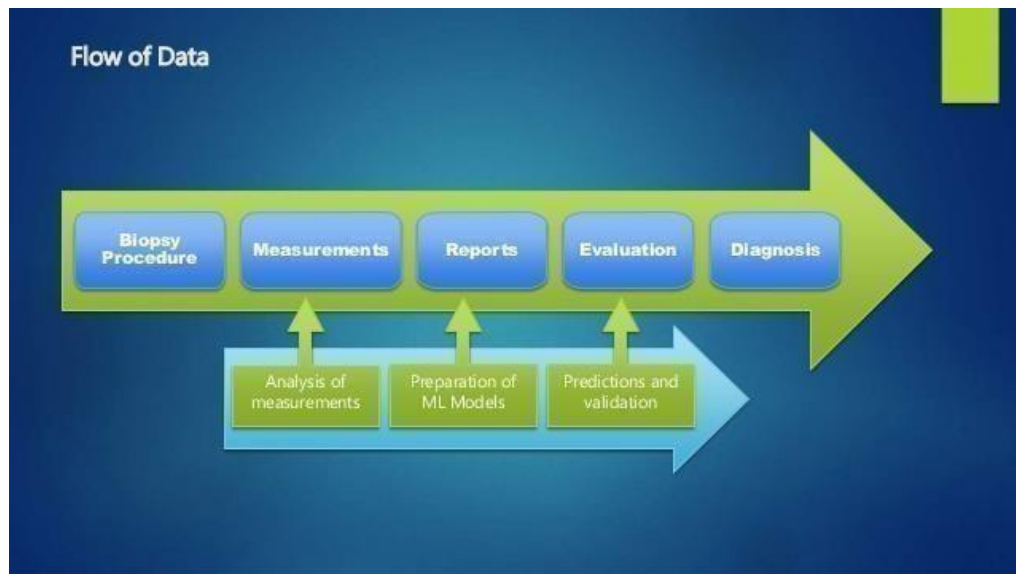 Flow of Data
Biopsy
Procedure
Measurements
Reports
Evaluation
Diagnosis
Analysis of
measurements
Preparation of
ML Models
Predictions and
validation